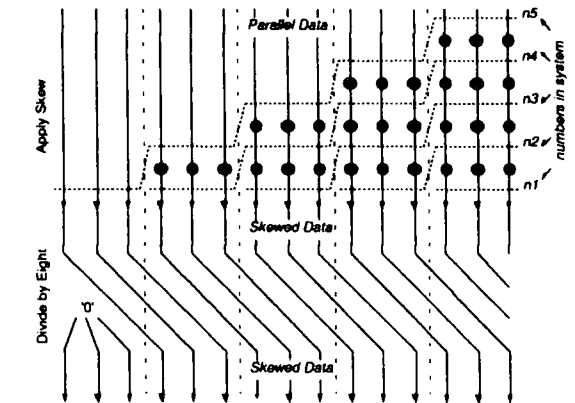 Parallel Data
n5
n4
n3
n2
n1
numbers in system
Apply Skew
Skewed Data
Divide by Eight
'0'
Skewed Data